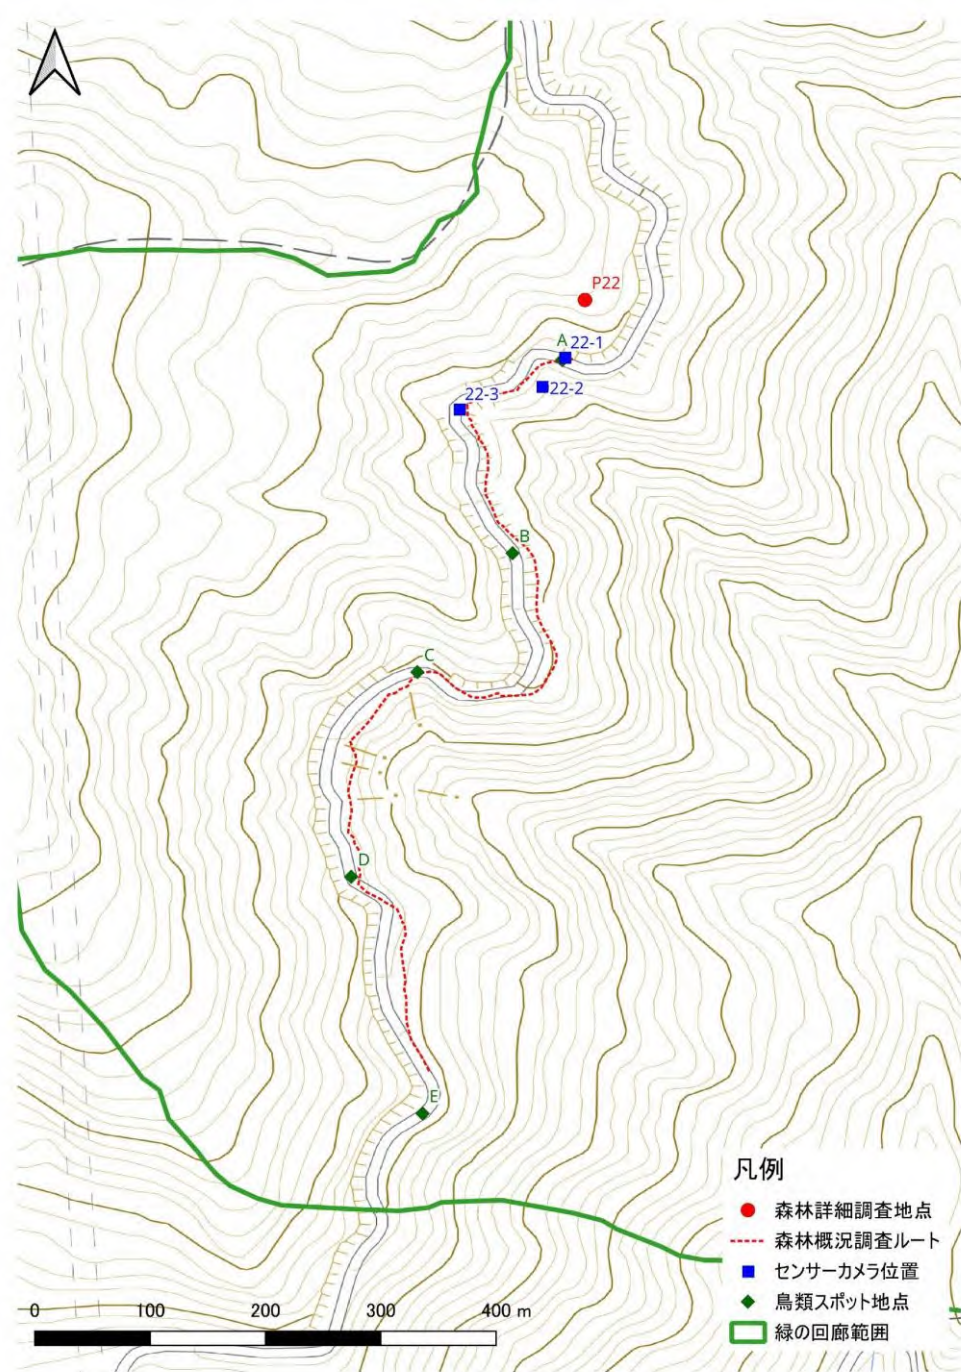 P22
A
22-1
22-2
22-3
B
C
D
E
凡例
森林詳細調査地点
森林概況調査ルート
センサーカメラ位置
鳥類スポット地点
緑の回廊範囲
0 100 200 300 400 m